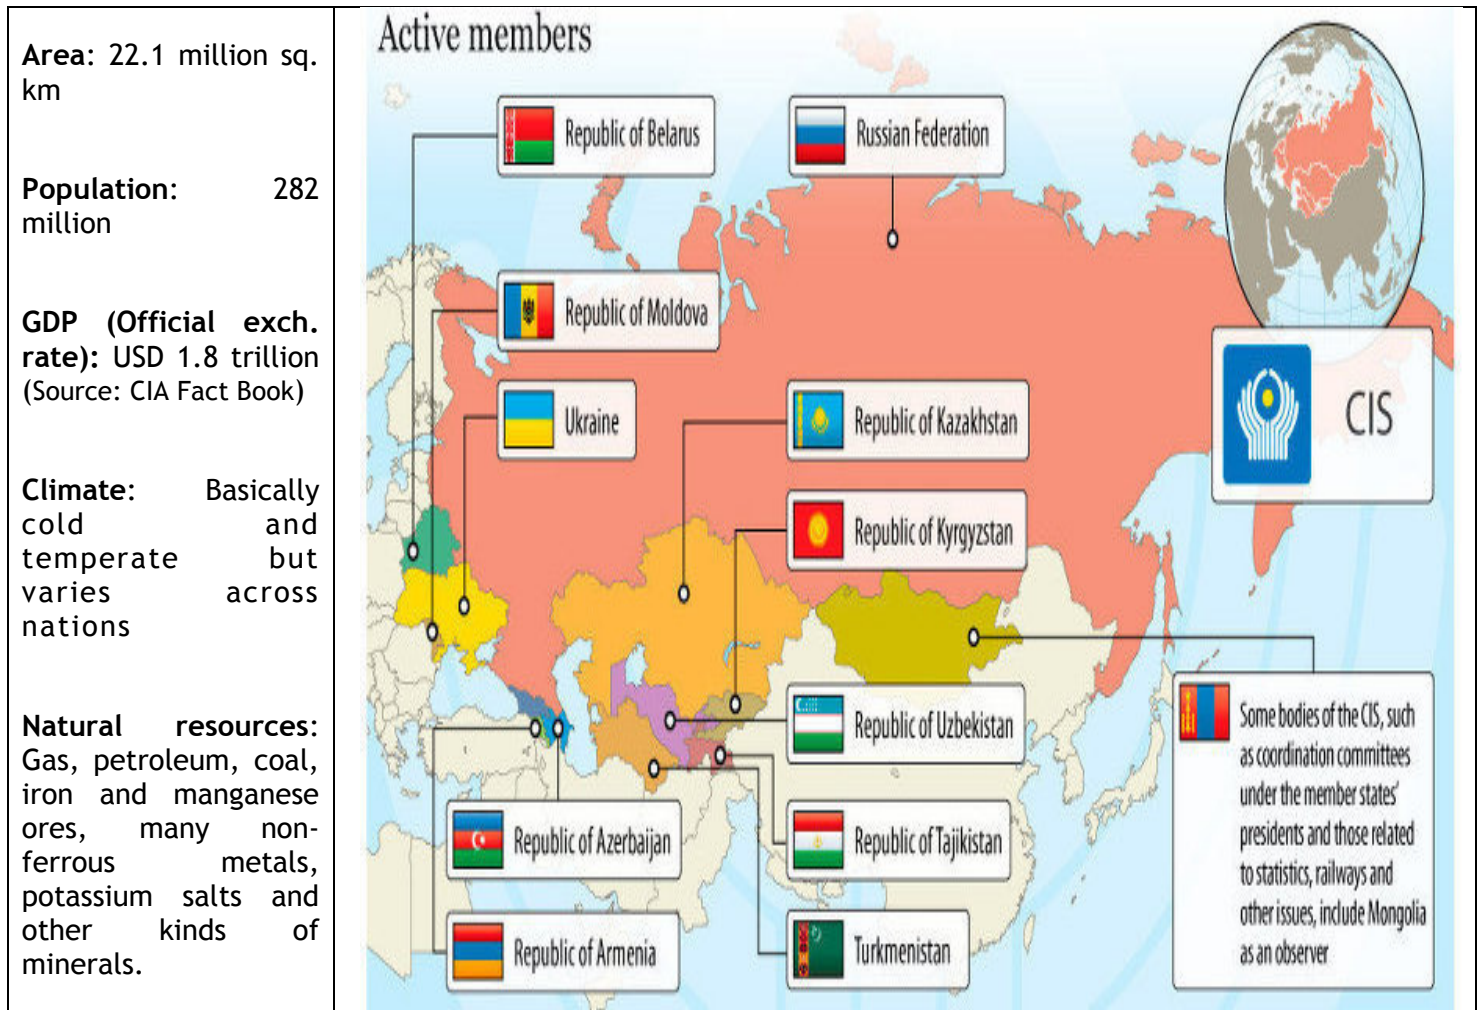 Area: 22.1 million sq.
km
Population: 282
million
GDP (Official exch.
rate): USD 1.8 trillion
(Source: CIA Fact Book)
Climate: Basically
cold and
temperate but
varies across
nations
Natural resources:
Gas, petroleum, coal,
iron and manganese
ores, many non-
ferrous metals,
potassium salts and
other kinds of
minerals.
Active members
Republic of Belarus
Russian Federation
Republic of Moldova
Ukraine
Republic of Kazakhstan
CIS
Republic of Kyrgyzstan
Republic of Uzbekistan
Republic of Azerbaijan
Republic of Tajikistan
Republic of Armenia
Turkmenistan
Some bodies of the CIS, such
as coordination committees
under the member states'
presidents and those related
to statistics, railways and
other issues, include Mongolia
as an observer